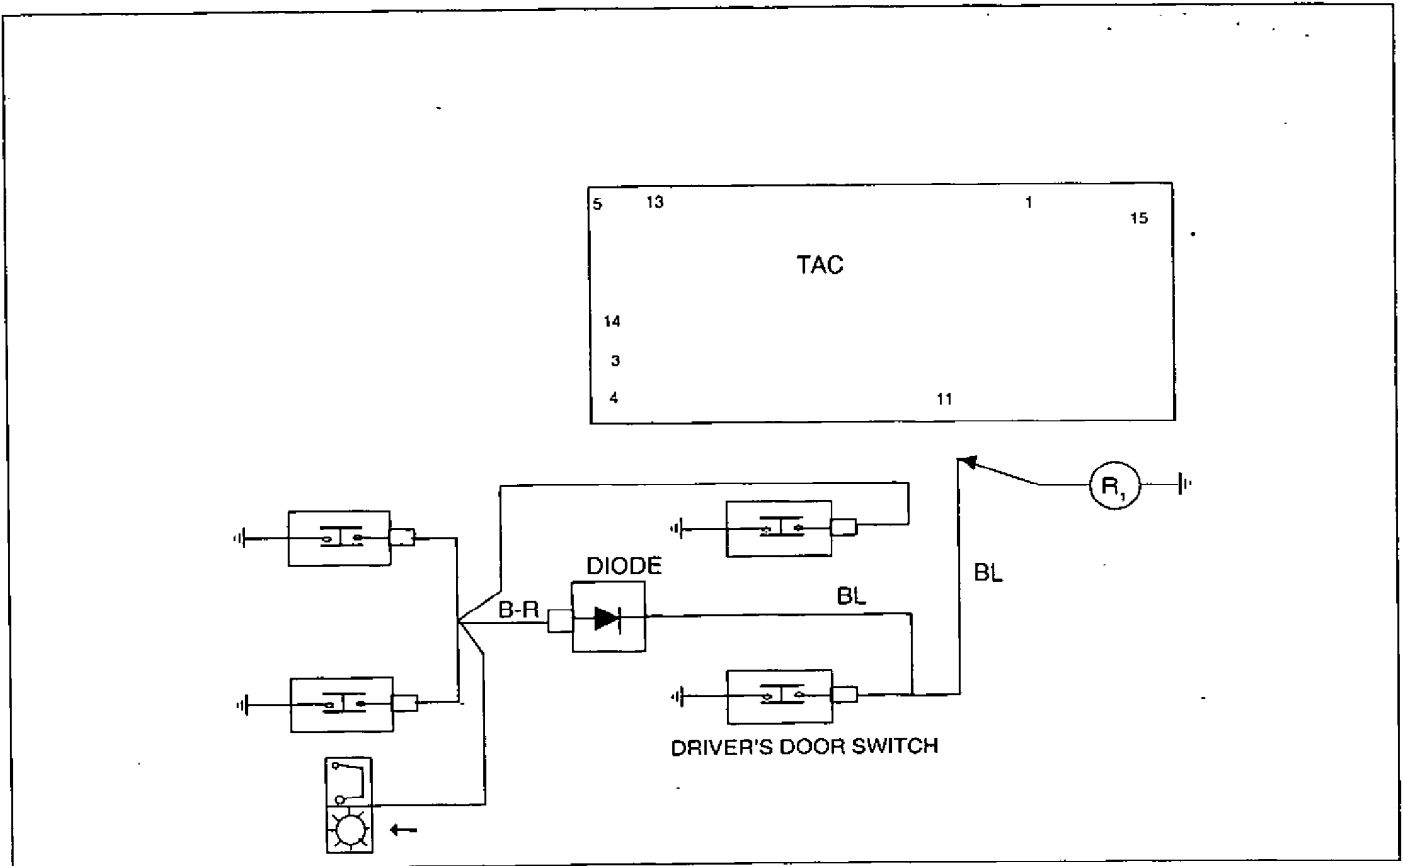 5 13 1
15
TAC
14
3
4 11
R1
DIODE
BL
B-R
BL
DRIVER'S DOOR SWITCH